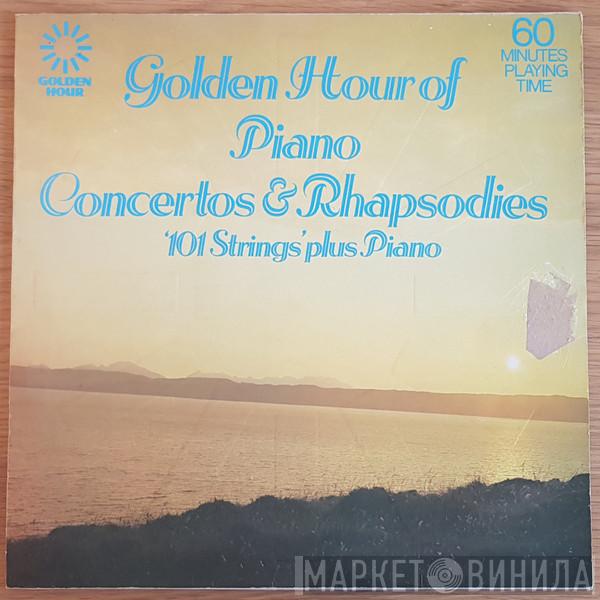 GOLDEN
HOUR
60
MINUTES
PLAYING
TIME
Golden Hour of
Piano
Concertos & Rhapsodies
'101 Strings' plus Piano
МАРКЕТ ВИНИЛА